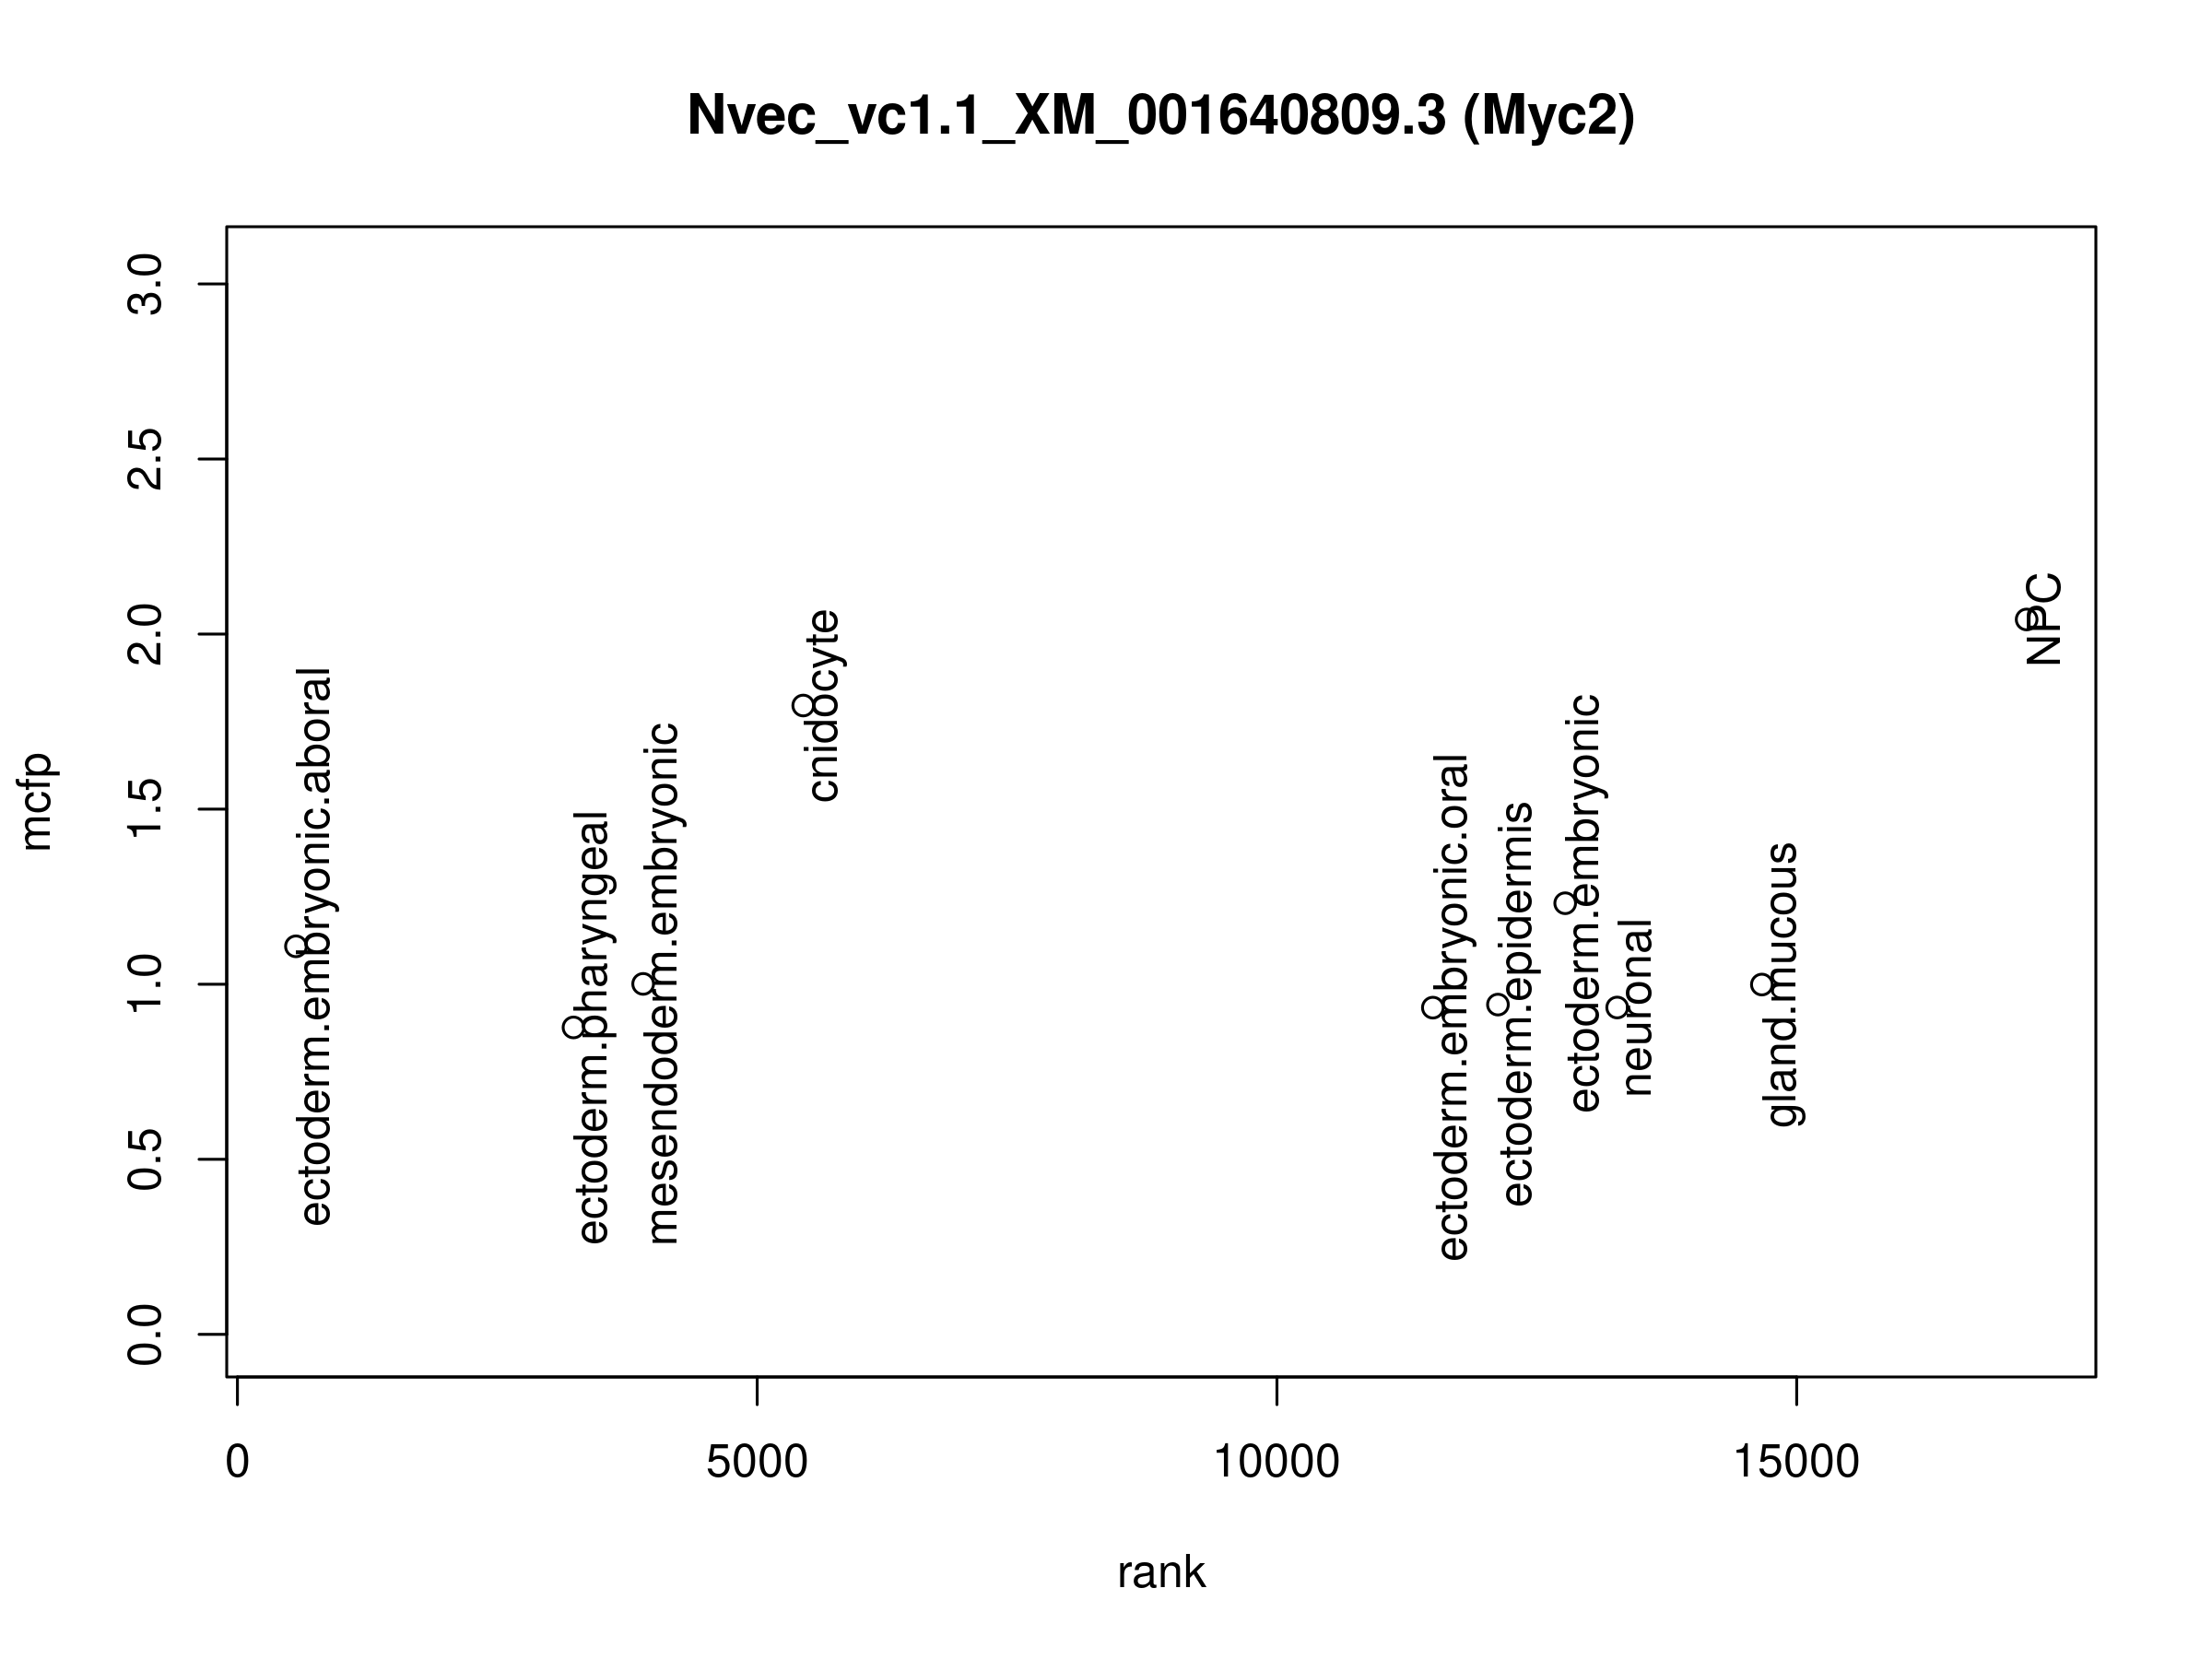 Nvec_vc1.1_XM_001640809.3 (Myc2)
mcfp
3.0
2.5
2.0
1.5
1.0
0.5
0.0
ectoderm.embryonic.aboral
ectoderm.pharyngeal
mesendoderm.embryonic
cnidocyte
ectoderm.embryonic.oral
ectoderm.epidermis
ectoderm.embryonic
neuronal
gland.mucous
NPC
0
5000
10000
15000
rank